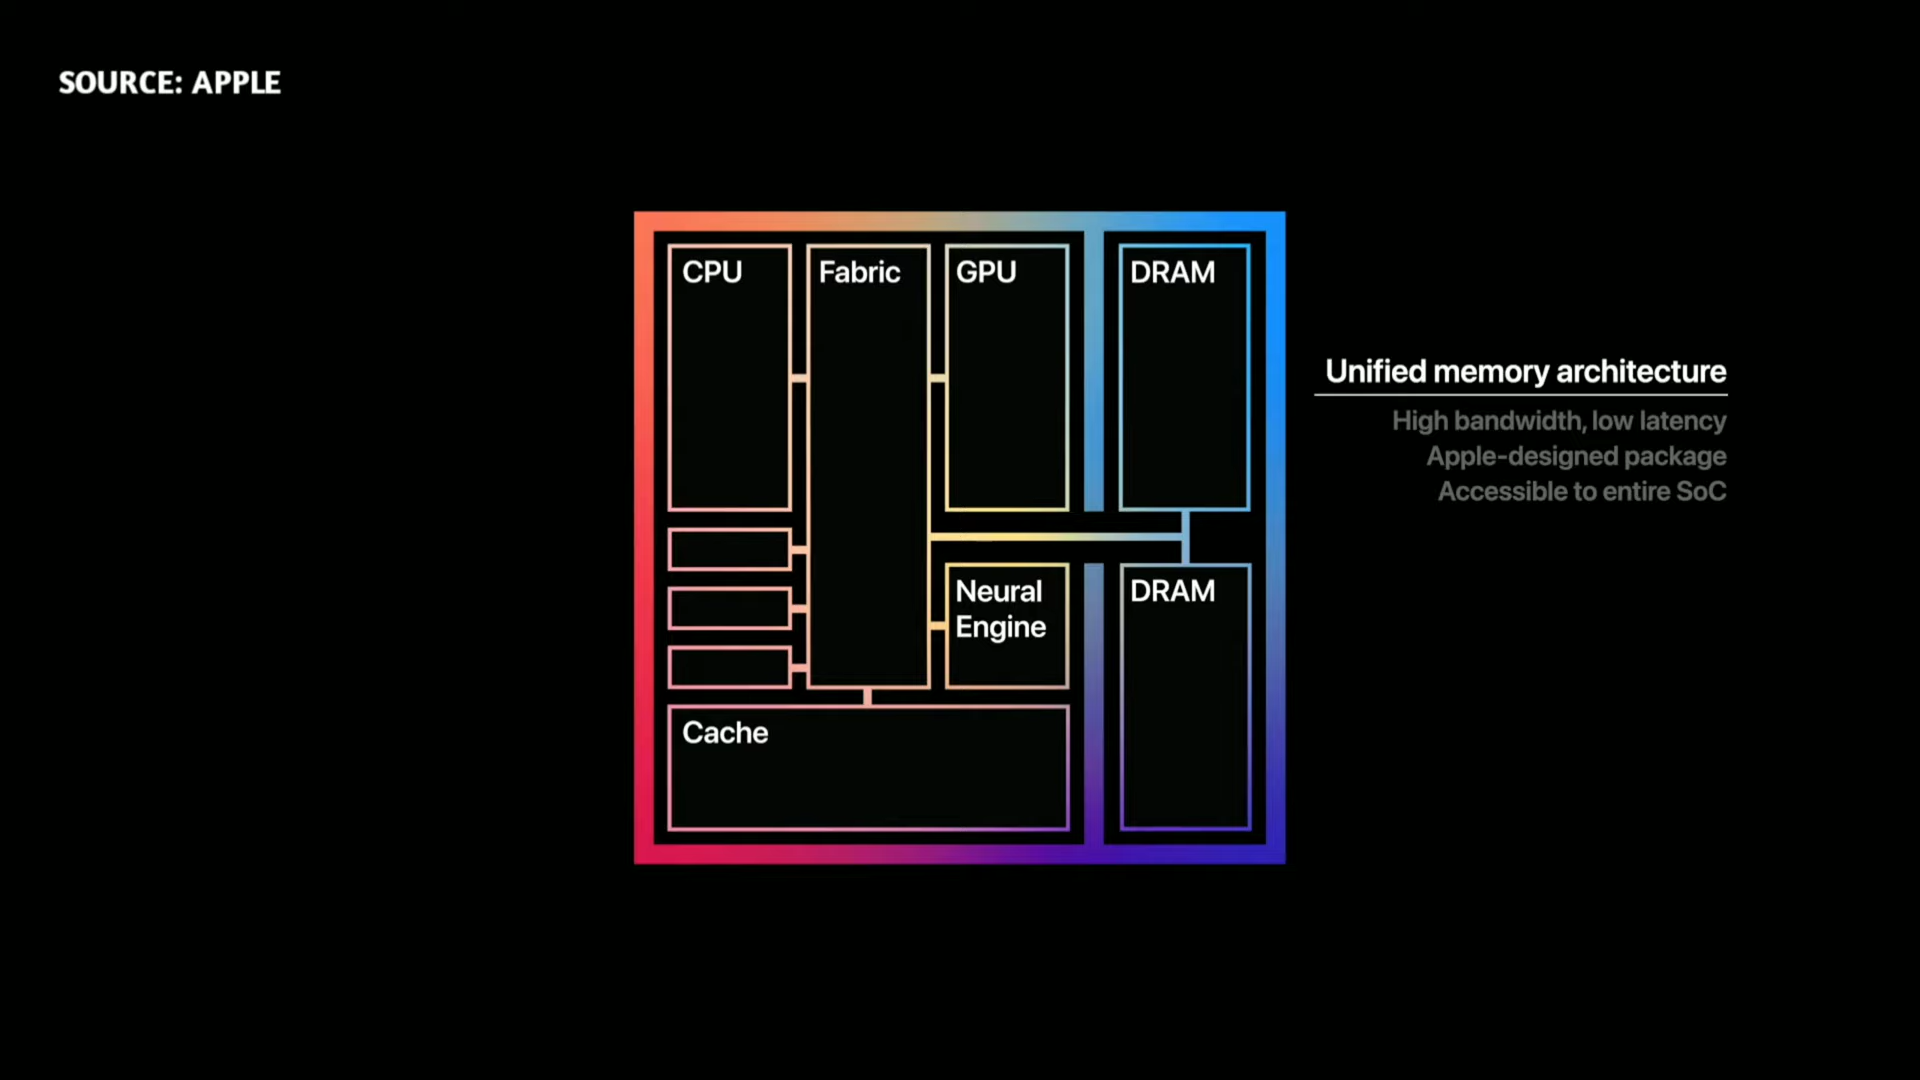 SOURCE: APPLE
CPU
Fabric
GPU
DRAM
Unified memory architecture
High bandwidth, low latency
Apple-designed package
Accessible to entire SoC
Neural
Engine
DRAM
Cache